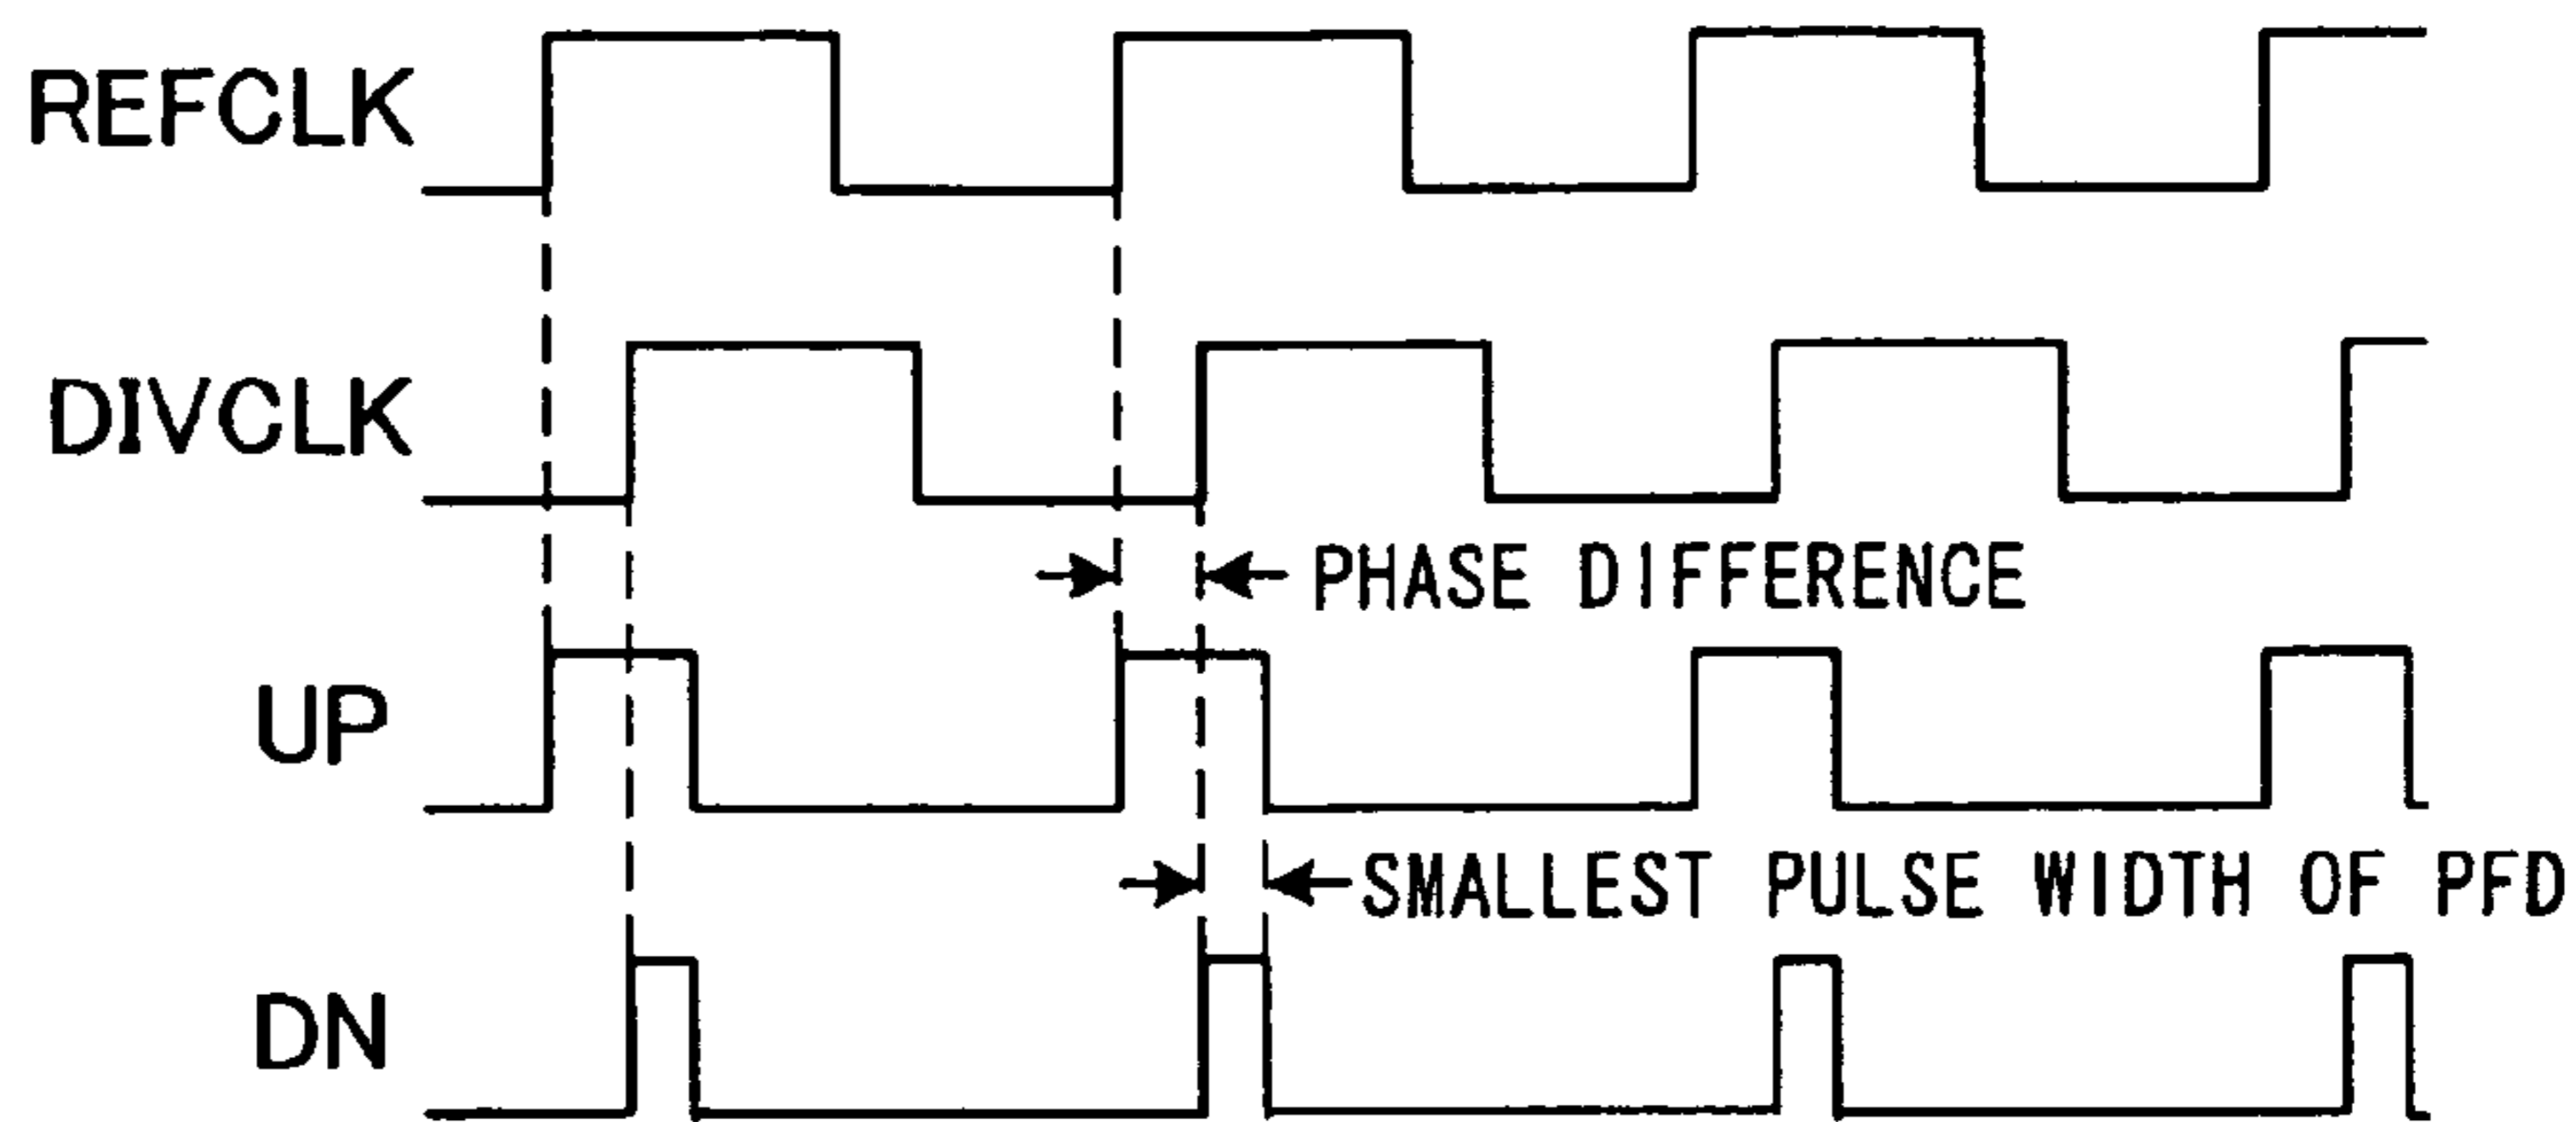 REFCLK
DIVCLK
PHASE DIFFERENCE
UP
SMALLEST PULSE WIDTH OF PFD
DN